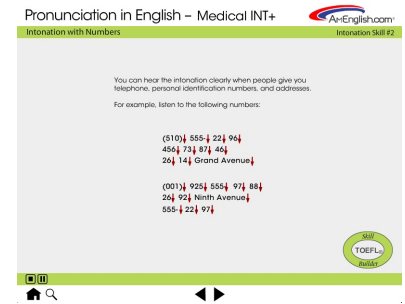 Pronunciation in English – Medical INT+
AmEnglish.com
Intonation with Numbers
Intonation Skill #2
You can hear the intonation clearly when people give you
telephone, personal identification numbers, and addresses.
For example, listen to the following numbers:
(510)↓ 555-↓ 22↓ 96↓
456↓ 73↓ 87↓ 46↓
26↓ 14↓ Grand Avenue↓
(001)↓ 925↓ 555↓ 97↓ 88↓
26↓ 92↓ Ninth Avenue↓
555-↓ 22↓ 97↓
Skill
TOEFL®
Builder